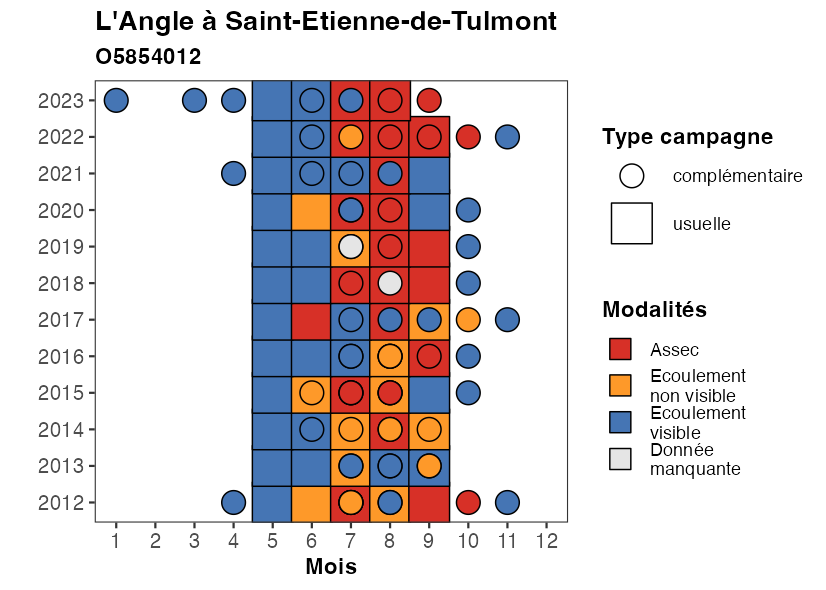 L'Angle à Saint-Etienne-de-Tulmont
O5854012
2023
2022
2021
2020
2019
2018
2017
2016
2015
2014
2013
2012
1 2 3 4 5 6 7 8 9 10 11 12
Mois
Type campagne
complémentaire
usuelle
Modalités
Assec
Ecoulement
non visible
Ecoulement
visible
Donnée
manquante